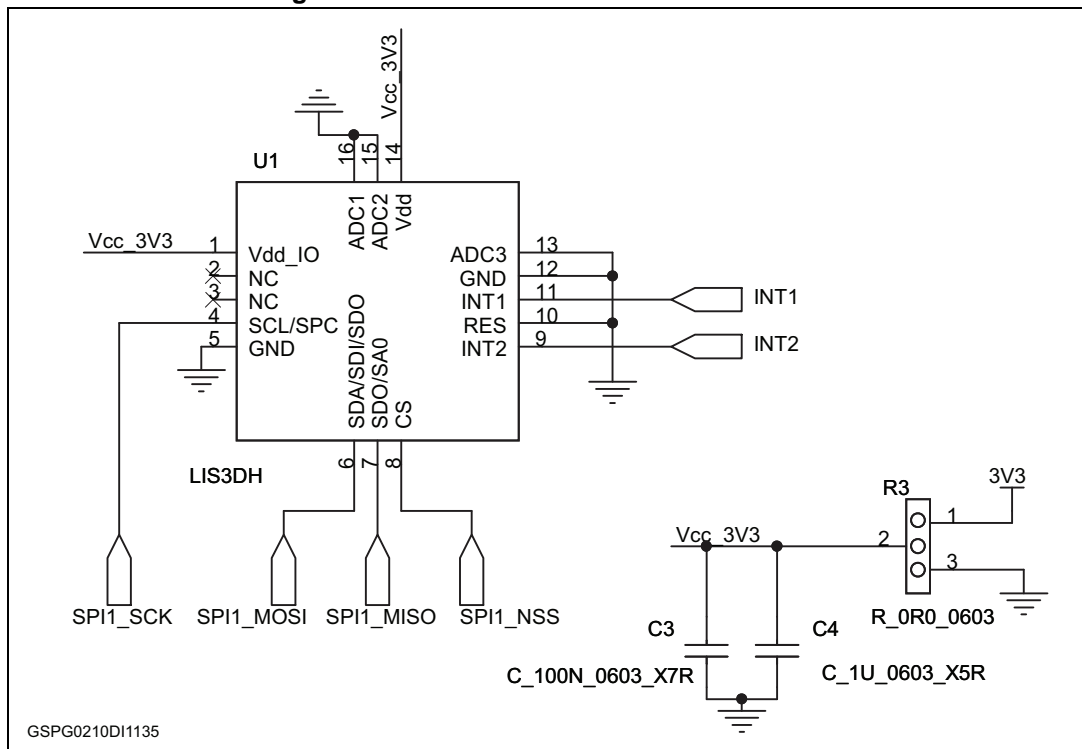 Vcc_3V3
16
15
14
U1
ADC1
ADC2
Vdd
Vcc_3V3
1
Vdd_IO
ADC3
13
2
NC
GND
12
3
NC
INT1
11
INT1
4
SCL/SPC
RES
10
5
GND
INT2
9
INT2
SDA/SDI/SDO
SDO/SA0
CS
6
7
8
LIS3DH
R3
3V3
1
Vcc_3V3
2
3
SPI1_SCK
SPI1_MOSI
SPI1_MISO
SPI1_NSS
R_0R0_0603
C3
C4
C_100N_0603_X7R
C_1U_0603_X5R
GSPG0210DI1135